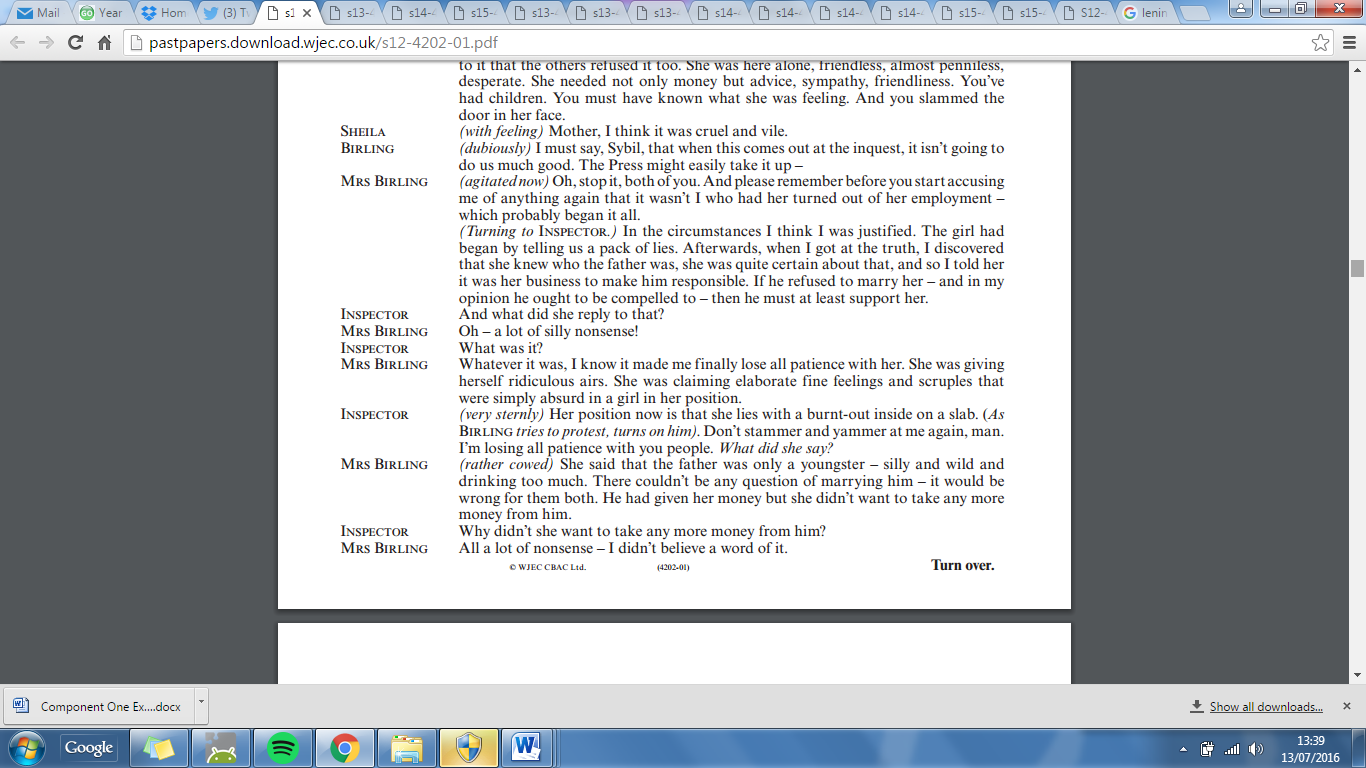 Mail Year Hom (3) Tv s1 s13- s14- s15- s13- s13- s13- s14- s14- s14- s14- s15- s15- S12- lenin
pastpapers.download.wjec.co.uk/s12-4202-01.pdf
to it that the others refused it too. She was here alone, friendless, almost penniless,
desperate. She needed not only money but advice, sympathy, friendliness. You've
had children. You must have known what she was feeling. And you slammed the
door in her face.
SHEILA (with feeling) Mother, I think it was cruel and vile.
BIRLING (dubiously) I must say, Sybil, that when this comes out at the inquest, it isn't going to
do us much good. The Press might easily take it up –
MRS BIRLING (agitated now) Oh, stop it, both of you. And please remember before you start accusing
me of anything again that it wasn't I who had her turned out of her employment –
which probably began it all.
(Turning to INSPECTOR.) In the circumstances I think I was justified. The girl had
began by telling us a pack of lies. Afterwards, when I got at the truth, I discovered
that she knew who the father was, she was quite certain about that, and so I told her
it was her business to make him responsible. If he refused to marry her – and in my
opinion he ought to be compelled to – then he must at least support her.
INSPECTOR And what did she reply to that?
MRS BIRLING Oh – a lot of silly nonsense!
INSPECTOR What was it?
MRS BIRLING Whatever it was, I know it made me finally lose all patience with her. She was giving
herself ridiculous airs. She was claiming elaborate fine feelings and scruples that
were simply absurd in a girl in her position.
INSPECTOR (very sternly) Her position now is that she lies with a burnt-out inside on a slab. (As
BIRLING tries to protest, turns on him). Don't stammer and yammer at me again, man.
I'm losing all patience with you people. What did she say?
MRS BIRLING (rather cowed) She said that the father was only a youngster – silly and wild and
drinking too much. There couldn't be any question of marrying him – it would be
wrong for them both. He had given her money but she didn't want to take any more
money from him.
INSPECTOR Why didn't she want to take any more money from him?
MRS BIRLING All a lot of nonsense – I didn't believe a word of it.
© WJEC CBAC Ltd. (4202-01) Turn over.
Component One Ex....docx Show all downloads...
Google 13:39
13/07/2016